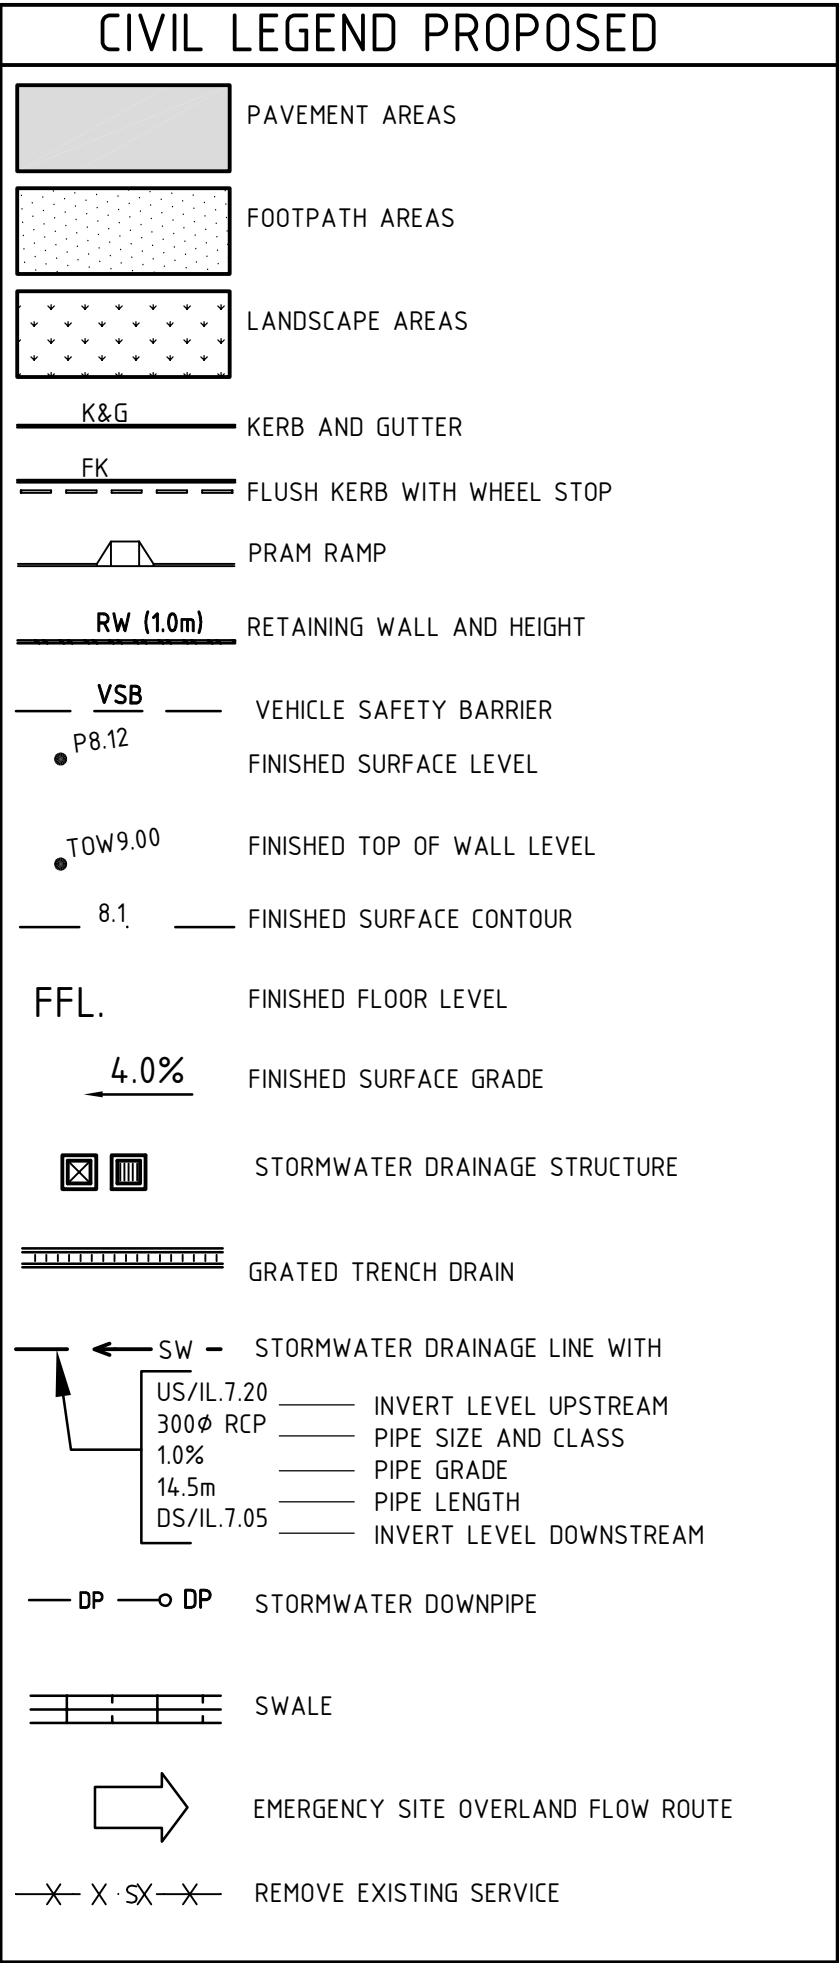 CIVIL LEGEND PROPOSED
PAVEMENT AREAS
FOOTPATH AREAS
LANDSCAPE AREAS
K&G
KERB AND GUTTER
FK
FLUSH KERB WITH WHEEL STOP
PRAM RAMP
RW (1.0m)
RETAINING WALL AND HEIGHT
VSB
VEHICLE SAFETY BARRIER
P8.12
FINISHED SURFACE LEVEL
TOW9.00
FINISHED TOP OF WALL LEVEL
8.1
FINISHED SURFACE CONTOUR
FFL.
FINISHED FLOOR LEVEL
4.0%
FINISHED SURFACE GRADE
STORMWATER DRAINAGE STRUCTURE
GRATED TRENCH DRAIN
SW
STORMWATER DRAINAGE LINE WITH
US/IL.7.20
INVERT LEVEL UPSTREAM
300Ø RCP
PIPE SIZE AND CLASS
1.0%
PIPE GRADE
14.5m
PIPE LENGTH
DS/IL.7.05
INVERT LEVEL DOWNSTREAM
DP DP
STORMWATER DOWNPIPE
SWALE
EMERGENCY SITE OVERLAND FLOW ROUTE
X X SX X
REMOVE EXISTING SERVICE